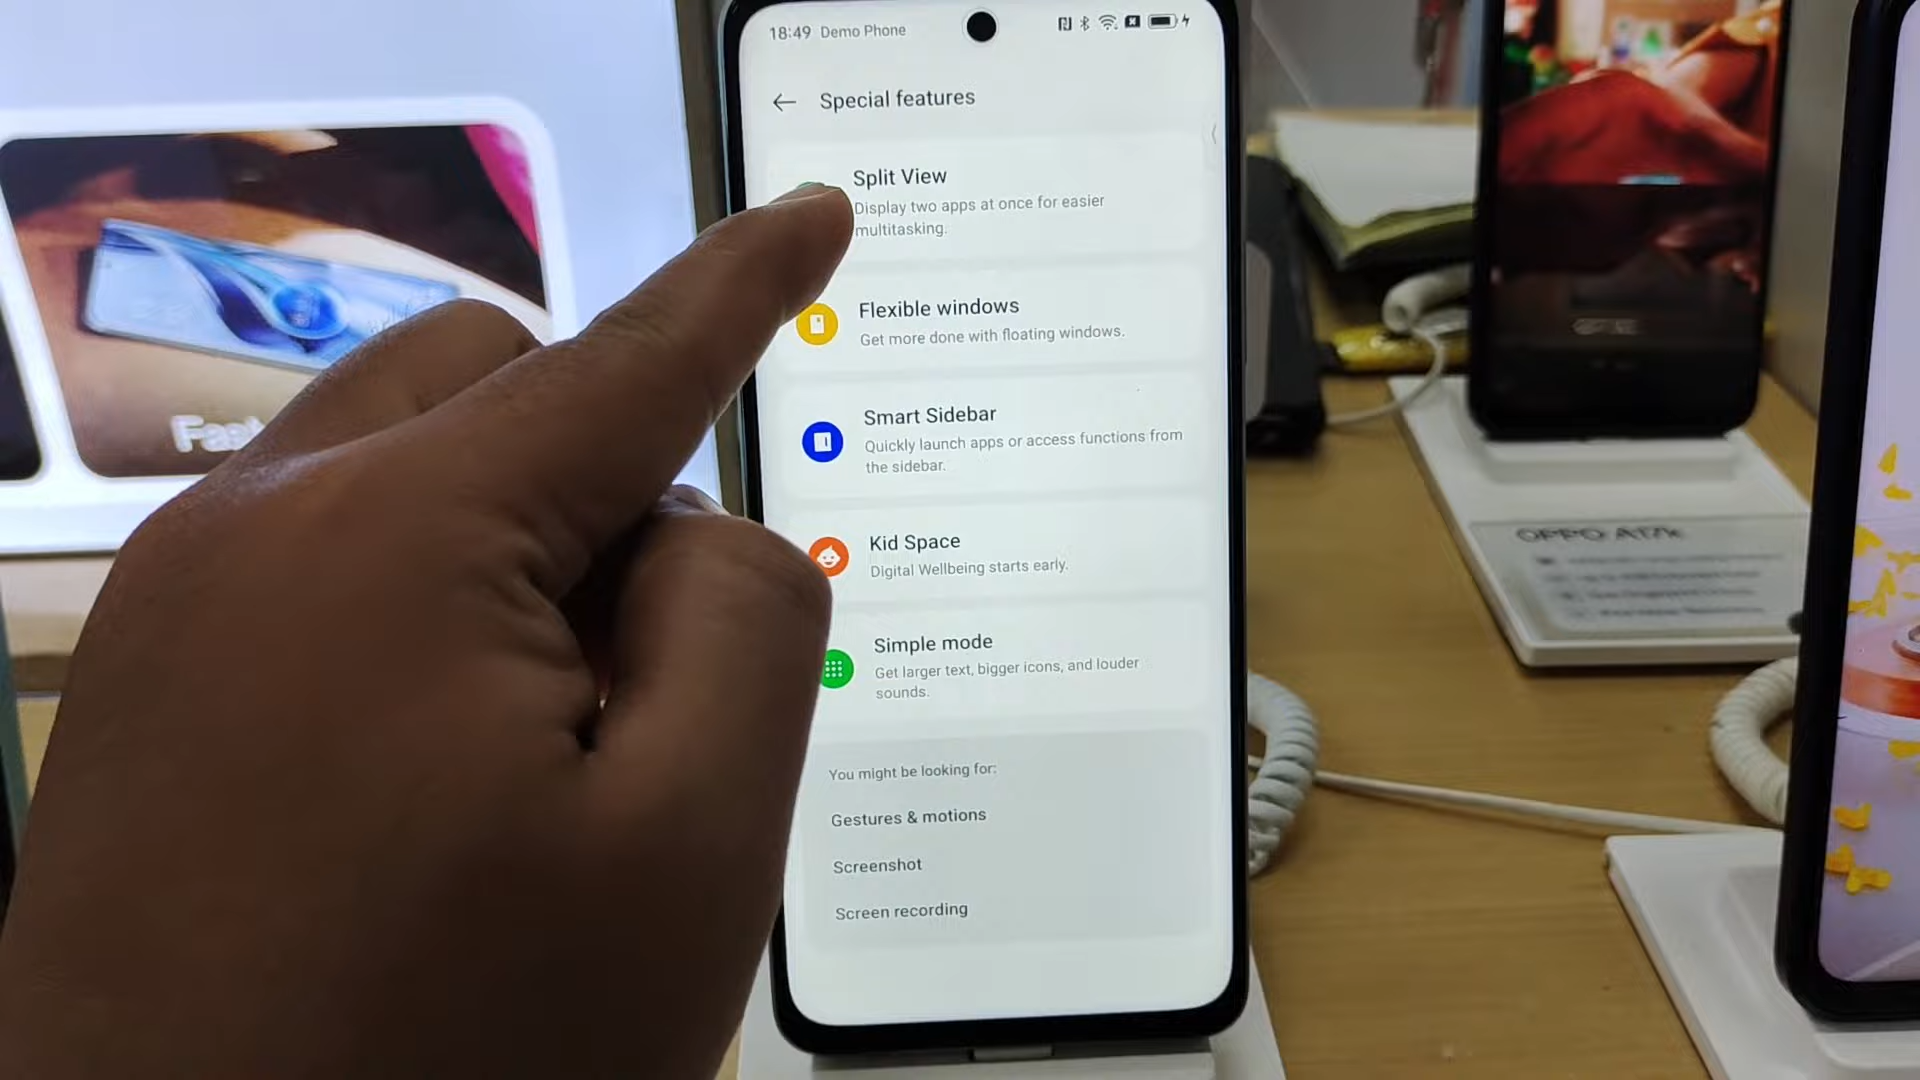 18:49 Demo Phone
Special features
Split View
Display two apps at once for easier
multitasking.
Flexible windows
Get more done with floating windows.
Smart Sidebar
Quickly launch apps or access functions from
the sidebar.
Kid Space
Digital Wellbeing starts early.
Simple mode
Get larger text, bigger icons, and louder
sounds.
You might be looking for:
Gestures & motions
Screenshot
Screen recording
OPPO A17k